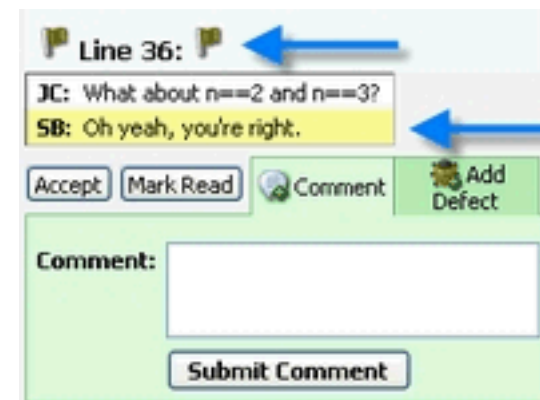 Line 36:
JC: What about n==2 and n==3?
SB: Oh yeah, you're right.
Accept Mark Read Comment Add Defect
Comment:
Submit Comment